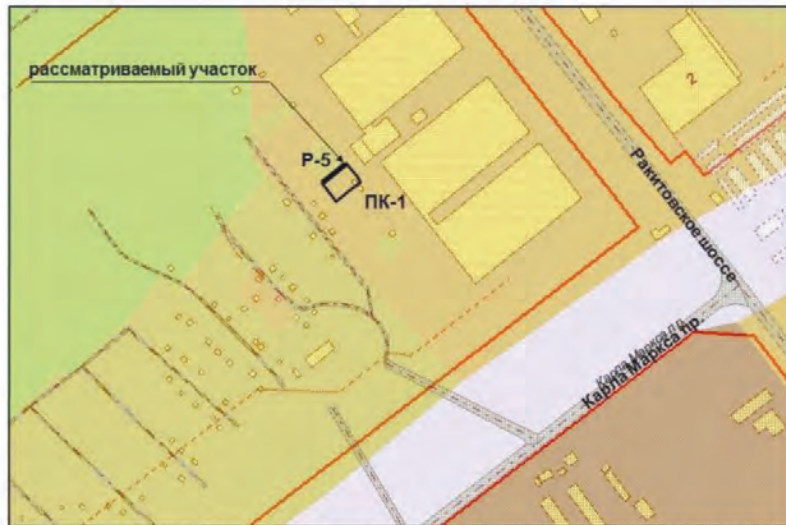 рассматриваемый участок
2
Р-5
ПК-1
Ракитовское шоссе
Карла Маркса пр.
Карла Маркса пр.